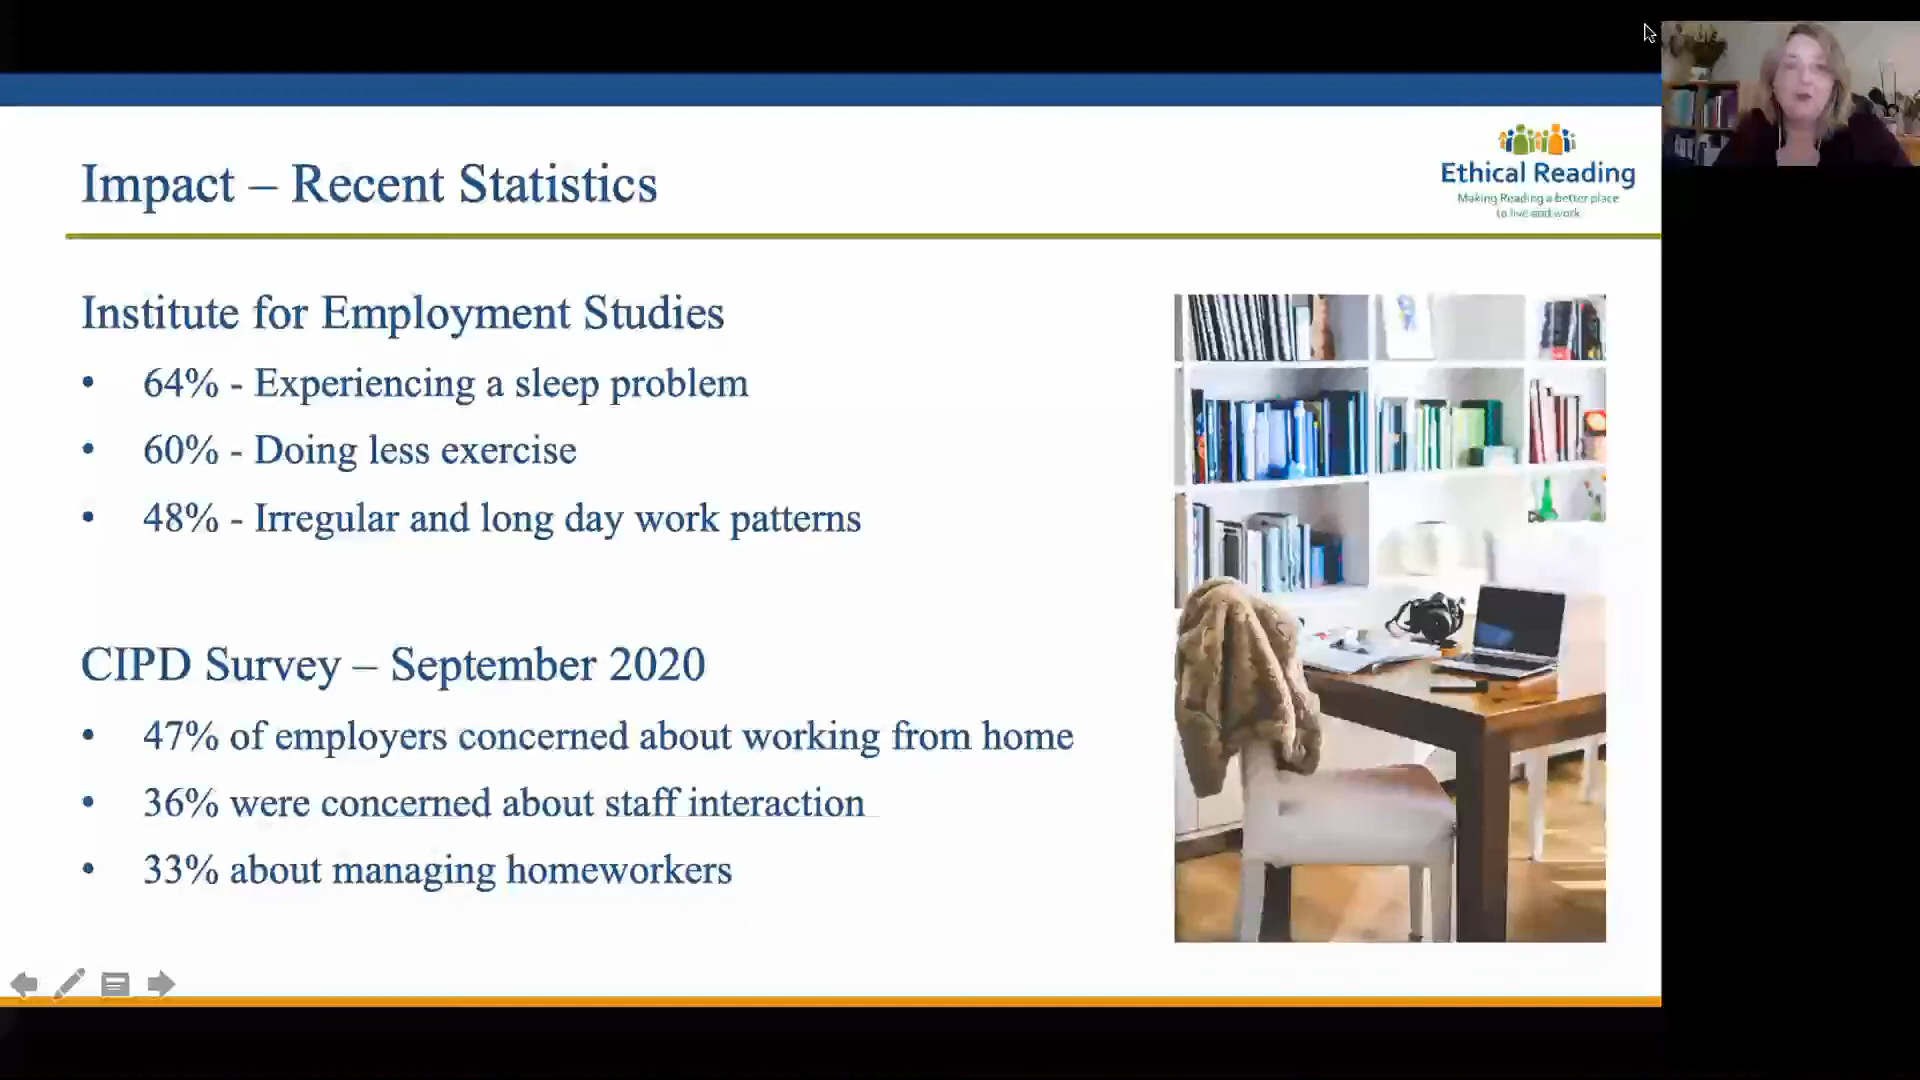 Impact – Recent Statistics
Ethical Reading
Making Reading a better place
to live and work
Institute for Employment Studies
• 64% - Experiencing a sleep problem
• 60% - Doing less exercise
• 48% - Irregular and long day work patterns
CIPD Survey – September 2020
• 47% of employers concerned about working from home
• 36% were concerned about staff interaction
• 33% about managing homeworkers